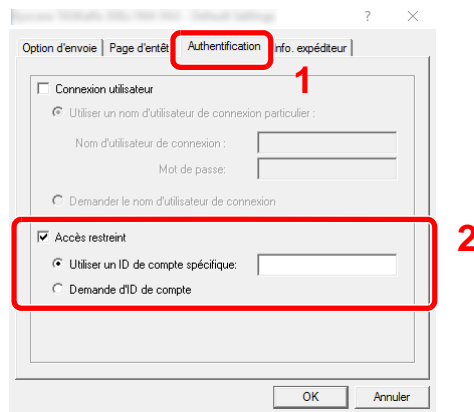 ? ×
Option d'envoie Page d'entêt Authentification nfo. expéditeur
1
Connexion utilisateur
Utiliser un nom d'utilisateur de connexion particulier :
Nom d'utilisateur de connexion :
Mot de passe:
Demander le nom d'utilisateur de connexion
2
Accès restreint
Utiliser un ID de compte spécifique:
Demande d'ID de compte
OK Annuler